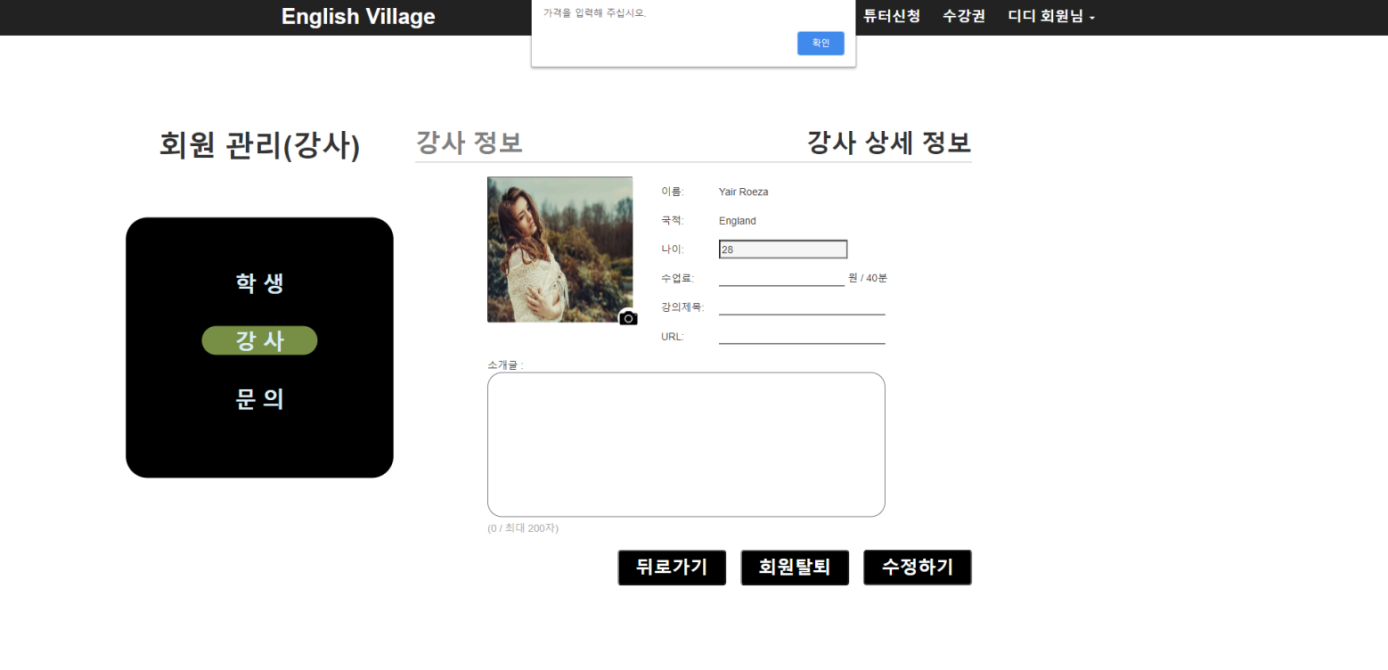 English Village
가격을 입력해 주십시오.
확인
튜터신청 수강권 디디 회원님
회원 관리(강사)
학 생
강 사
문 의
강사 정보 강사 상세 정보
이름: Yair Roeza
국적: England
나이: 28
수업료: 원 / 40분
강의제목:
URL:
소개글 :
(0 / 최대 200자)
뒤로가기 회원탈퇴 수정하기